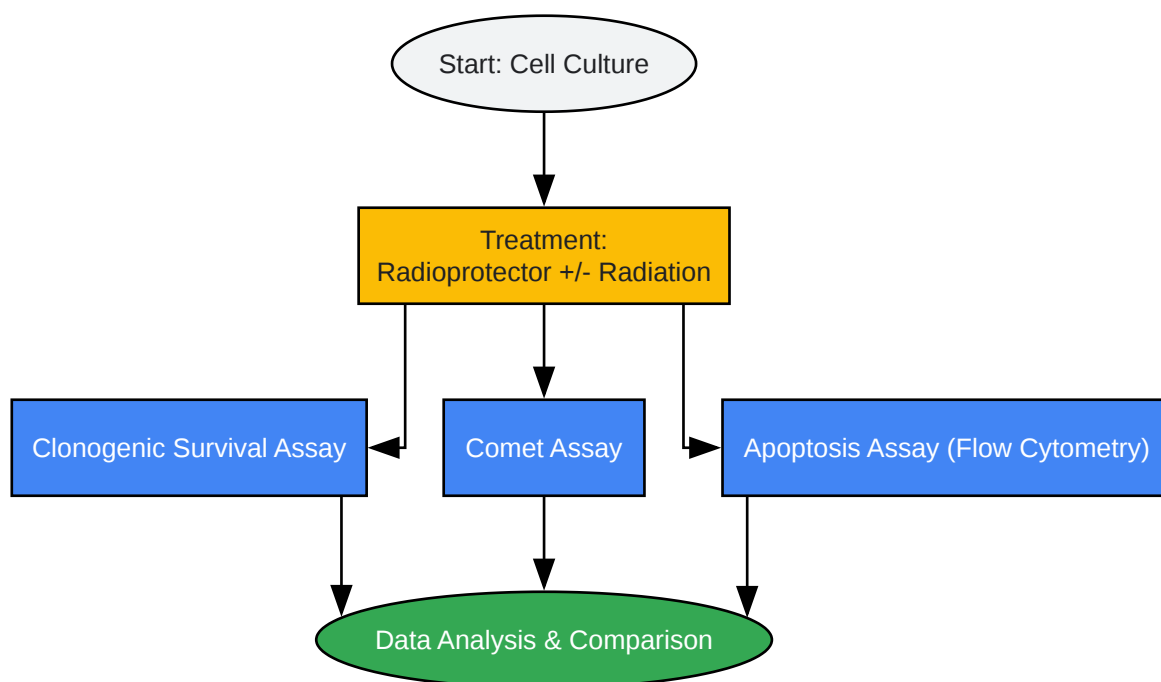 Start: Cell Culture
Treatment:
Radioprotector +/- Radiation
Clonogenic Survival Assay
Comet Assay
Apoptosis Assay (Flow Cytometry)
Data Analysis & Comparison